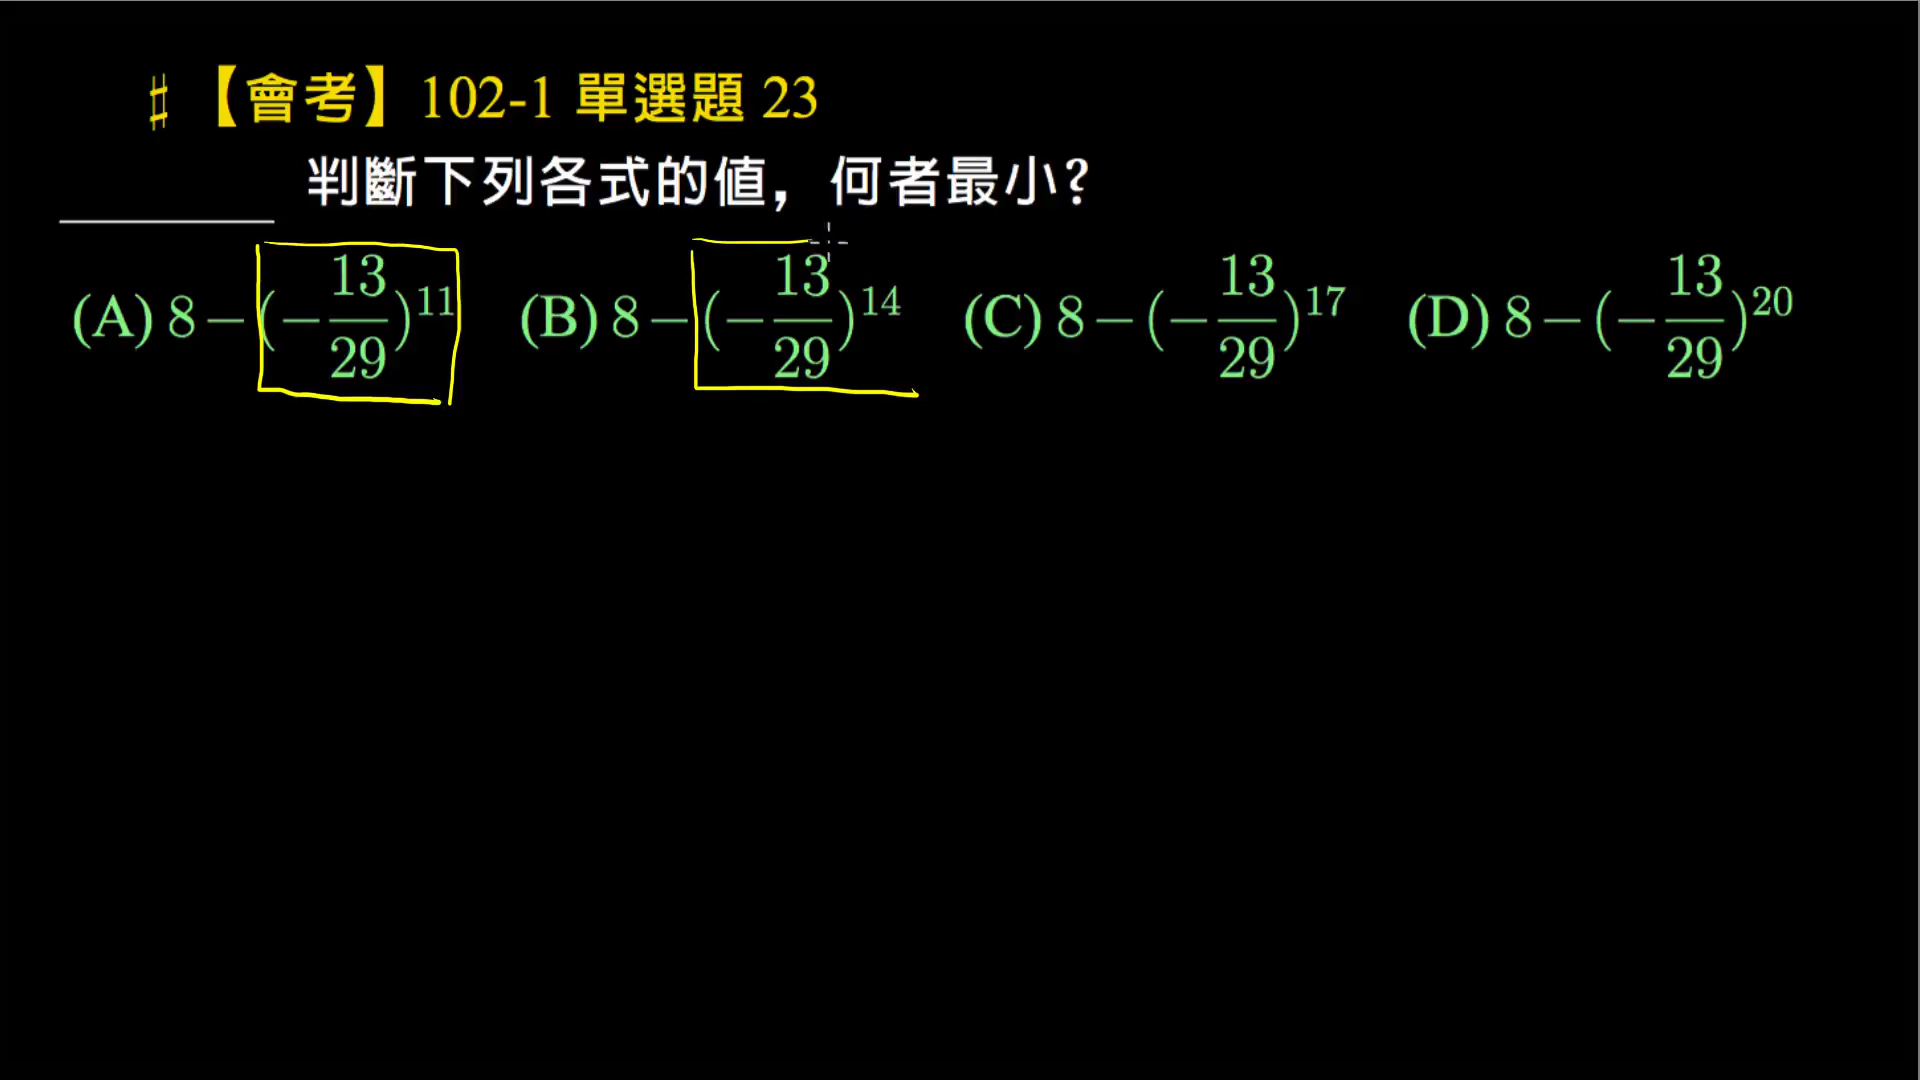 ♯【會考】102-1 單選題 23
判斷下列各式的值，何者最小？
(A) 8 − (−13/29)^11 (B) 8 − (−13/29)^14 (C) 8 − (−13/29)^17 (D) 8 − (−13/29)^20